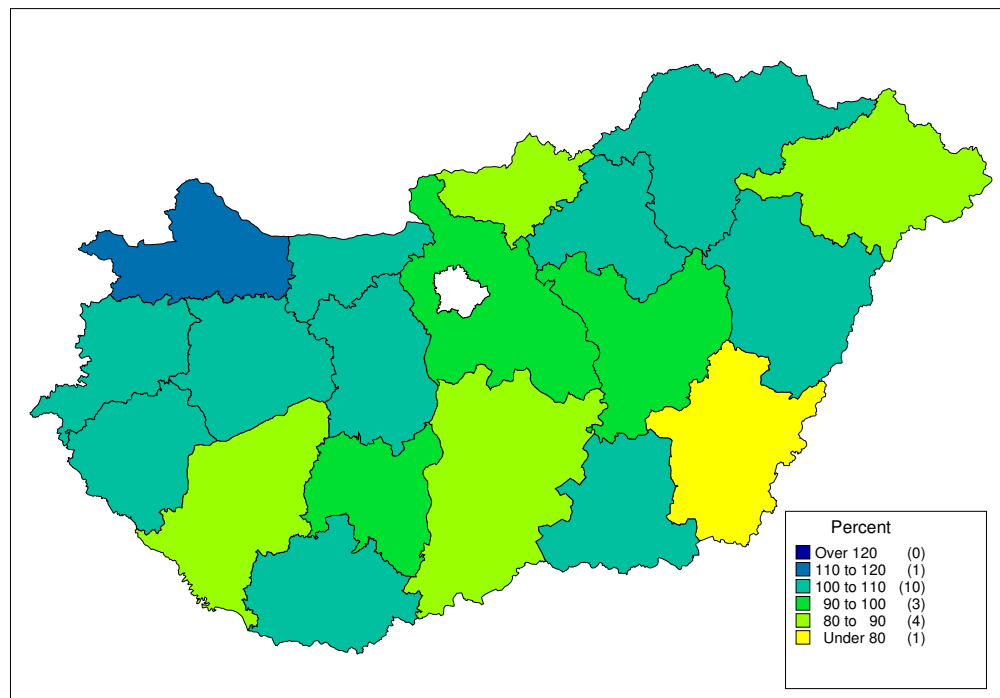 Percent
Over 120 (0)
110 to 120 (1)
100 to 110 (10)
90 to 100 (3)
80 to 90 (4)
Under 80 (1)